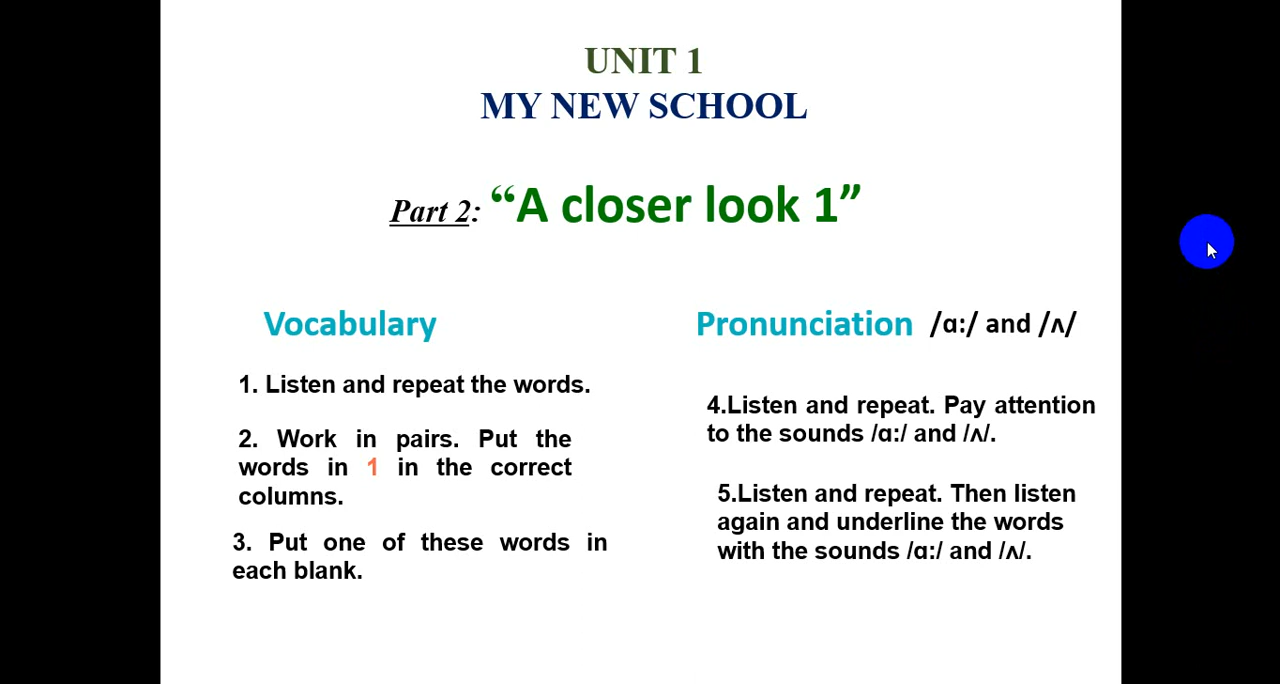 UNIT 1
MY NEW SCHOOL
Part 2: “A closer look 1”
Vocabulary
1. Listen and repeat the words.
2. Work in pairs. Put the
words in 1 in the correct
columns.
3. Put one of these words in
each blank.
Pronunciation /ɑ:/ and /ʌ/
4.Listen and repeat. Pay attention
to the sounds /ɑ:/ and /ʌ/.
5.Listen and repeat. Then listen
again and underline the words
with the sounds /ɑ:/ and /ʌ/.